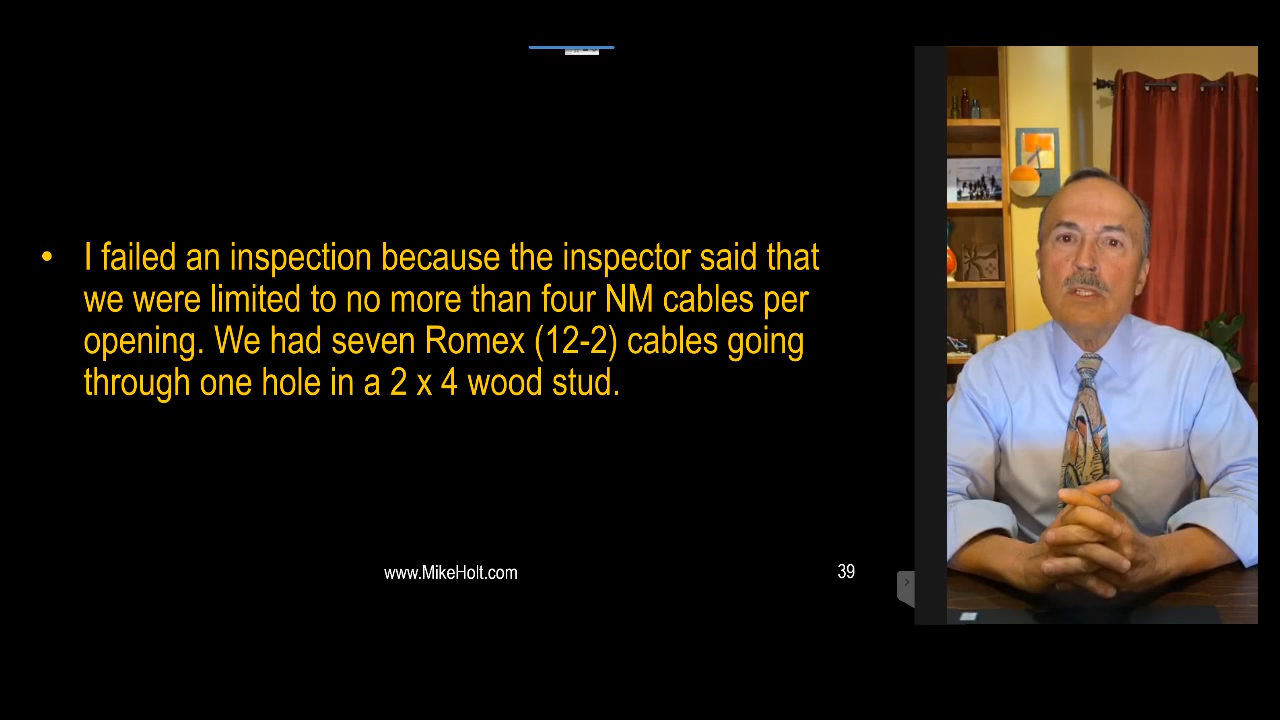 • I failed an inspection because the inspector said that
we were limited to no more than four NM cables per
opening. We had seven Romex (12-2) cables going
through one hole in a 2 x 4 wood stud.
www.MikeHolt.com
39